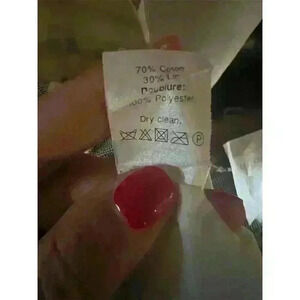 70% Coton
30% Lin
Doublure:
100% Polyester
Dry clean.
P